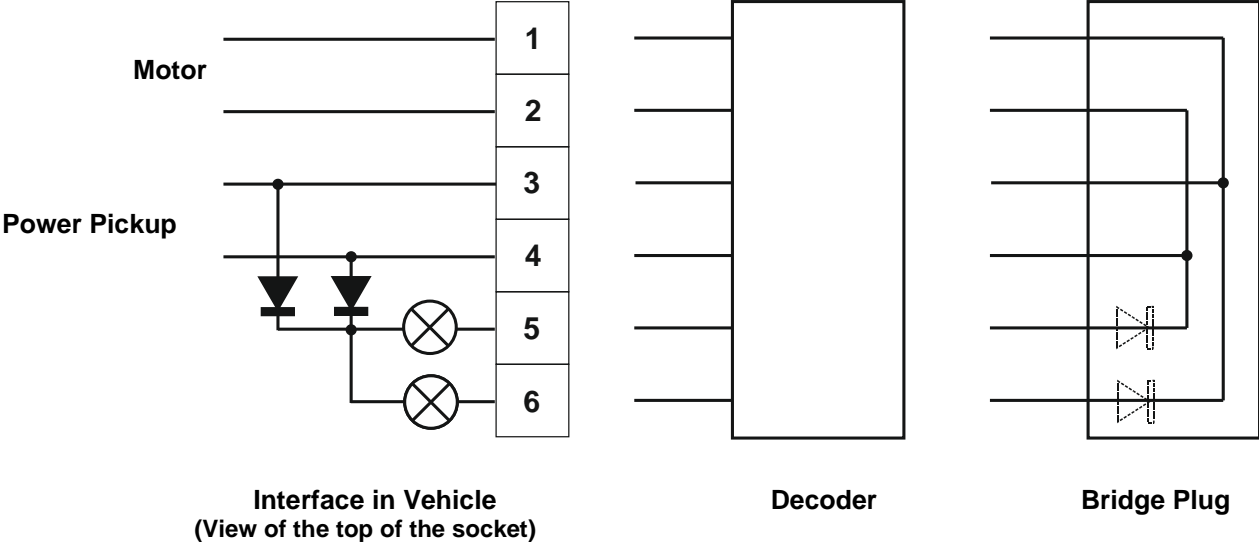 1
Motor
2
3
Power Pickup
4
5
6
Interface in Vehicle
(View of the top of the socket)
Decoder
Bridge Plug